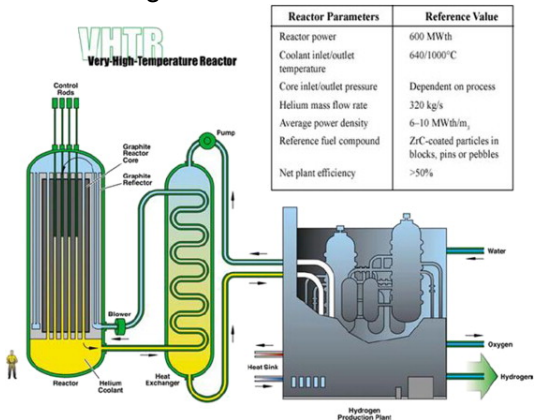 VHTR
Very-High-Temperature Reactor
Reactor Parameters Reference Value
Reactor power 600 MWth
Coolant inlet/outlet 640/1000°C
temperature
Core inlet/outlet pressure Dependent on process
Helium mass flow rate 320 kg/s
Average power density 6–10 MWth/m3
Reference fuel compound ZrC-coated particles in
blocks, pins or pebbles
Net plant efficiency >50%
Control
Rods
Graphite
Reactor
Core
Graphite
Reflector
Pump
Blower
Reactor
Helium
Coolant
Heat
Exchanger
Heat Sink
Water
Oxygen
Hydrogen
Hydrogen
Production Plant